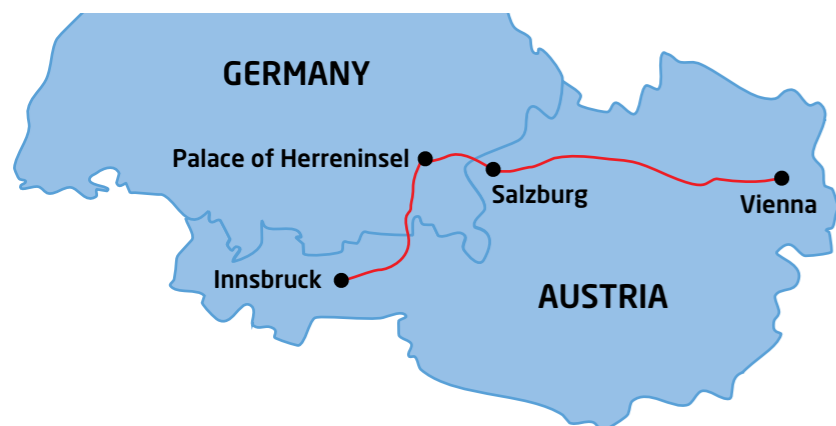 GERMANY
Palace of Herreninsel
Salzburg
Vienna
Innsbruck
AUSTRIA